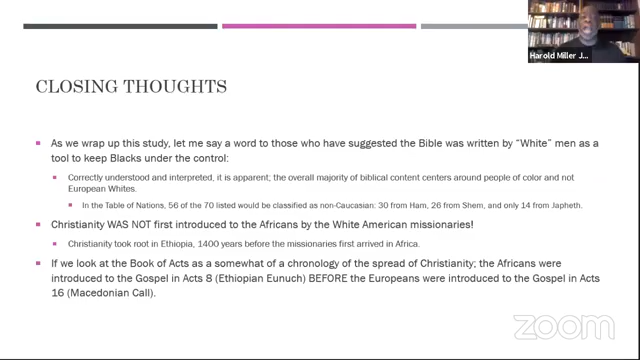 Harold Miller J...
CLOSING THOUGHTS
As we wrap up this study, let me say a word to those who have suggested the Bible was written by “White” men as a
tool to keep Blacks under the control:
Correctly understood and interpreted, it is apparent; the overall majority of biblical content centers around people of color and not
European Whites.
In the Table of Nations, 56 of the 70 listed would be classified as non-Caucasian: 30 from Ham, 26 from Shem, and only 14 from Japheth.
Christianity WAS NOT first introduced to the Africans by the White American missionaries!
Christianity took root in Ethiopia, 1400 years before the missionaries first arrived in Africa.
If we look at the Book of Acts as a somewhat of a chronology of the spread of Christianity; the Africans were
introduced to the Gospel in Acts 8 (Ethiopian Eunuch) BEFORE the Europeans were introduced to the Gospel in Acts
16 (Macedonian Call).
zoom